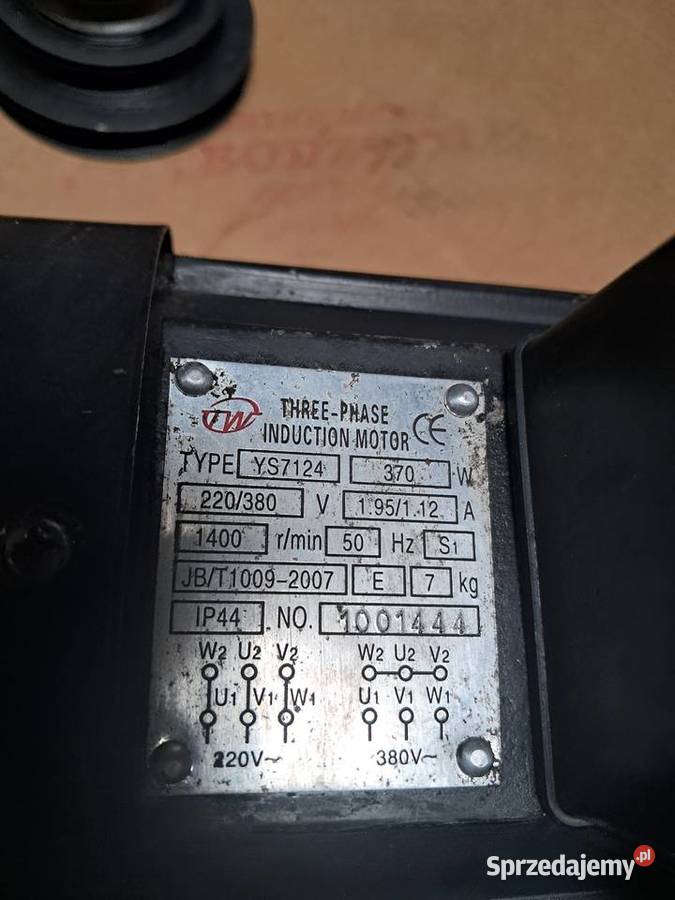 TW THREE-PHASE
INDUCTION MOTOR CE
TYPE YS7124 370 W
220/380 V 1.95/1.12 A
1400 r/min 50 Hz S1
JB/T1009-2007 E 7 kg
IP44 NO. 1001444
W2 U2 V2 W2 U2 V2
U1 V1 W1 U1 V1 W1
220V~ 380V~
Sprzedajemy.pl